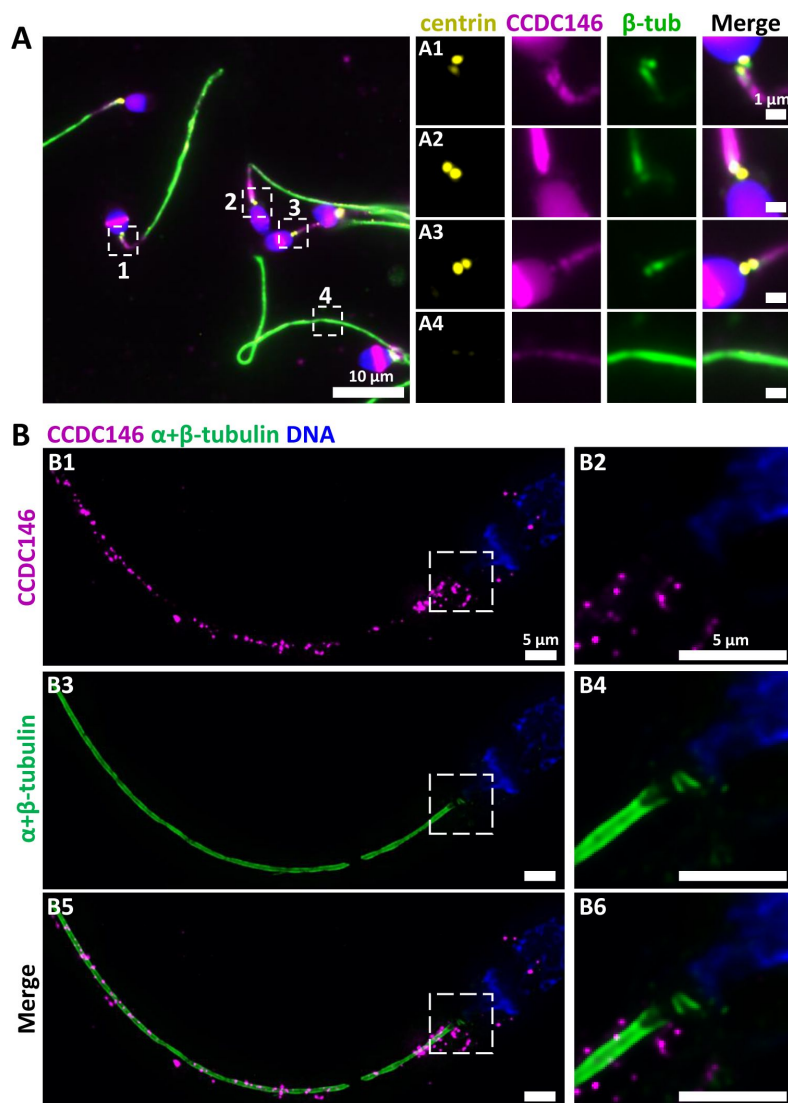 A
centrin CCDC146 β-tub Merge
A1
1 µm
A2
A3
A4
1
2
3
4
10 µm
B
CCDC146 α+β-tubulin DNA
CCDC146
B1
5 µm
B2
5 µm
α+β-tubulin
B3
B4
Merge
B5
B6